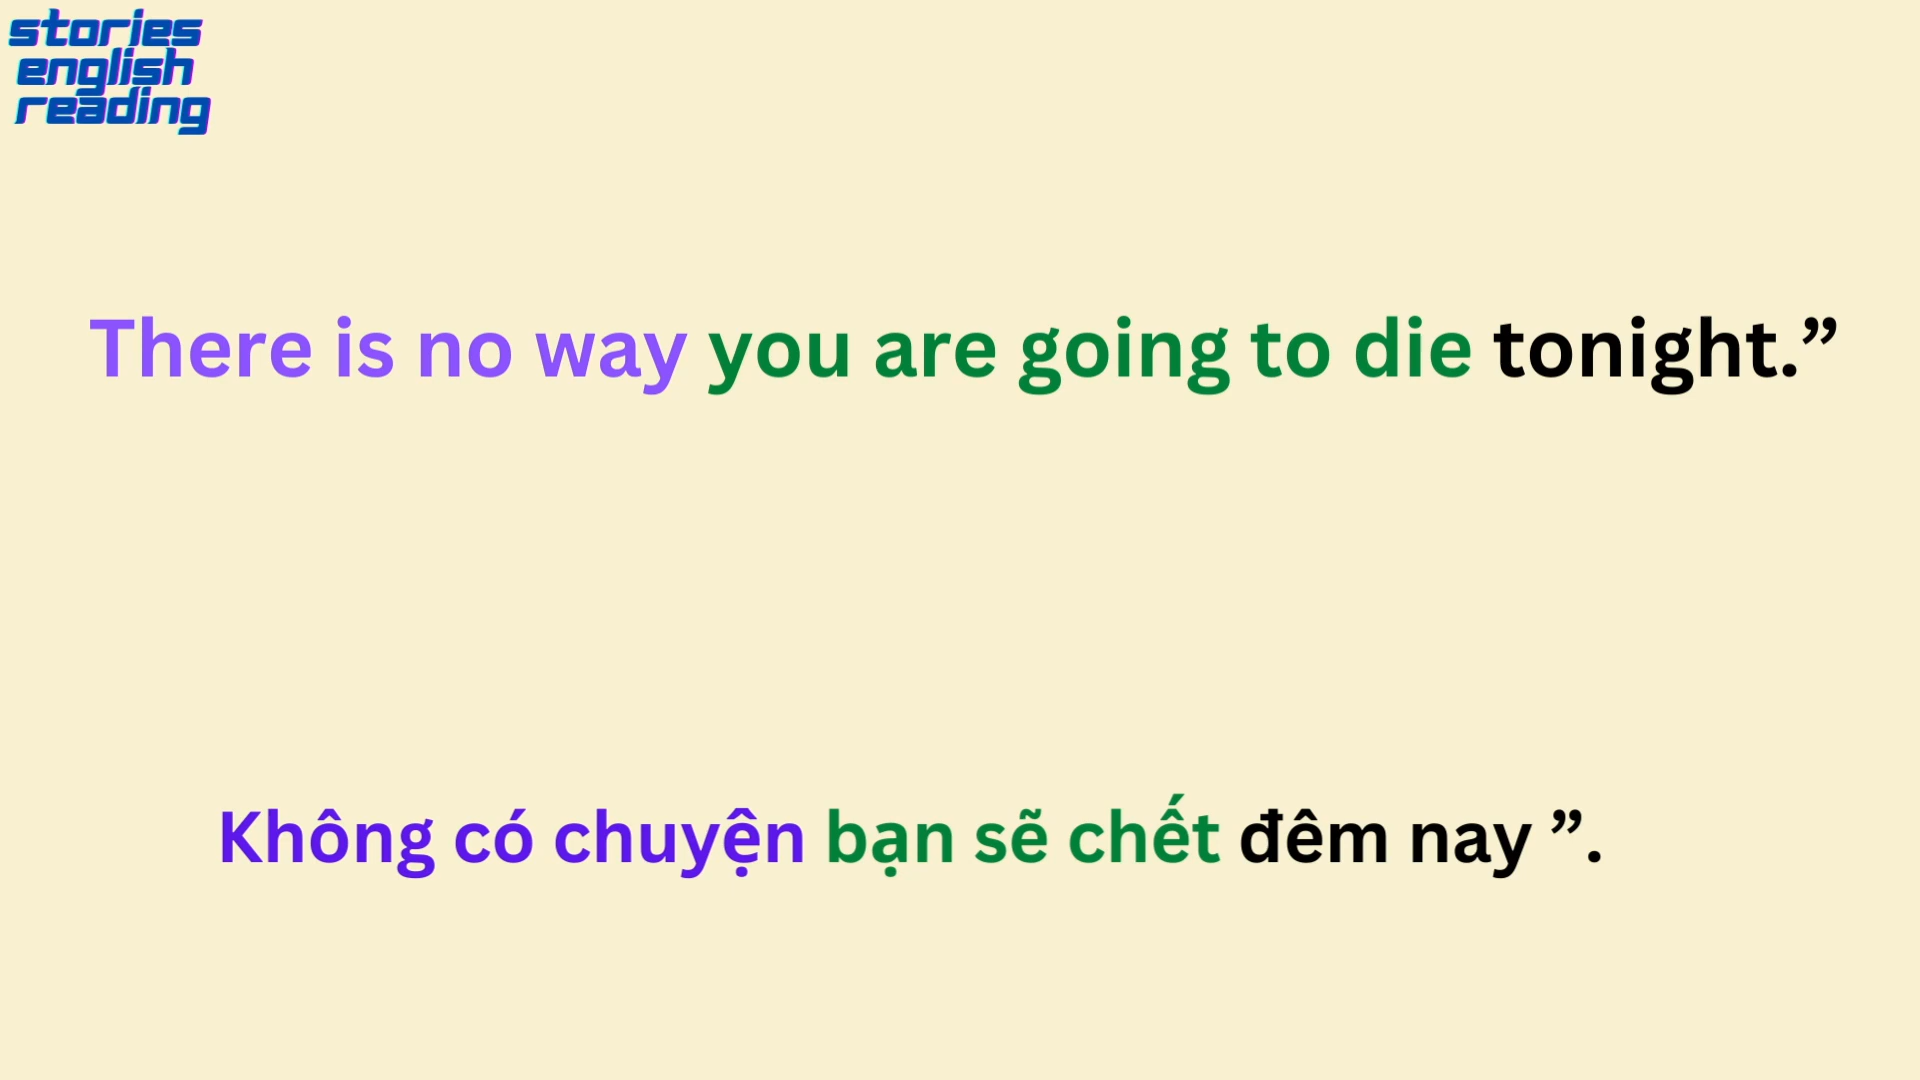 stories
english
reading
There is no way you are going to die tonight.”
Không có chuyện bạn sẽ chết đêm nay ”.